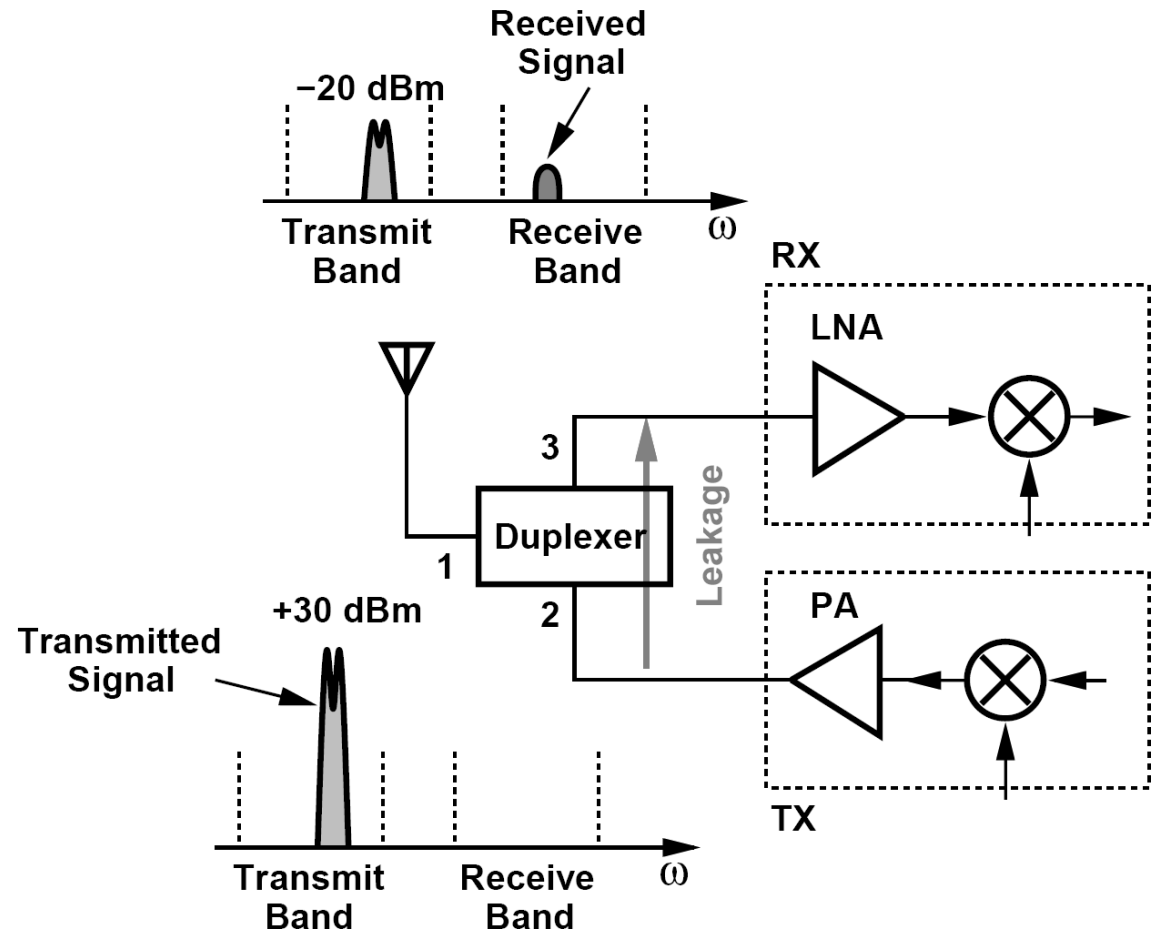 Received
Signal
−20 dBm
Transmit
Band
Receive
Band
ω
RX
LNA
3
Duplexer
Leakage
1
2
+30 dBm
Transmitted
Signal
PA
TX
Transmit
Band
Receive
Band
ω